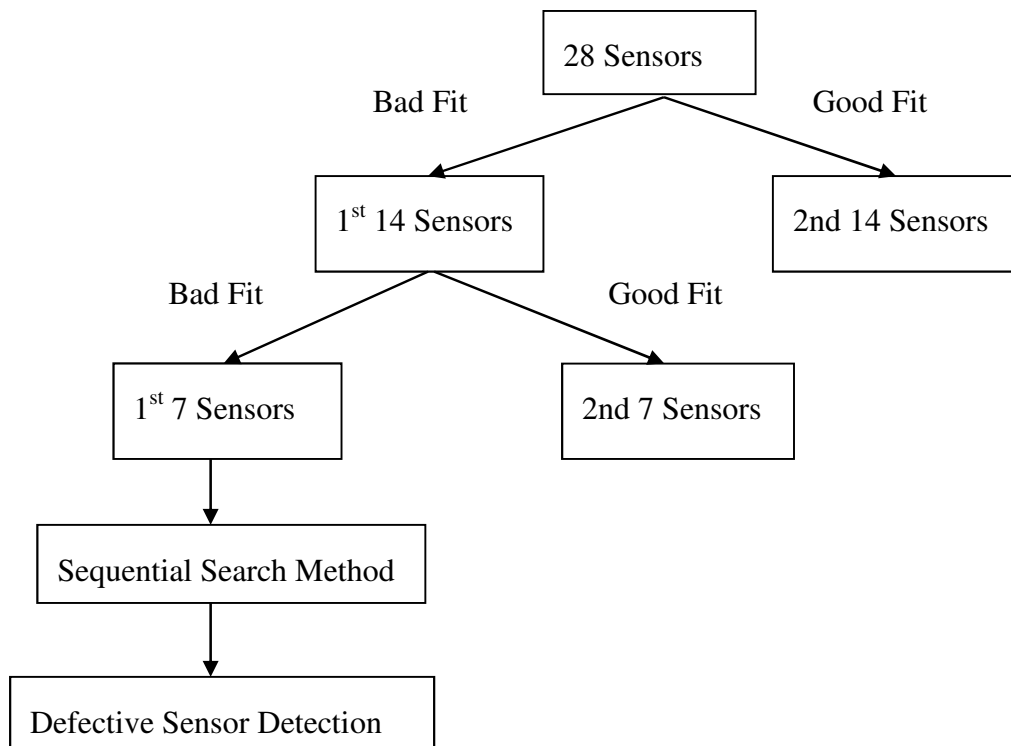 28 Sensors
Bad Fit
Good Fit
1st 14 Sensors
2nd 14 Sensors
Bad Fit
Good Fit
1st 7 Sensors
2nd 7 Sensors
Sequential Search Method
Defective Sensor Detection